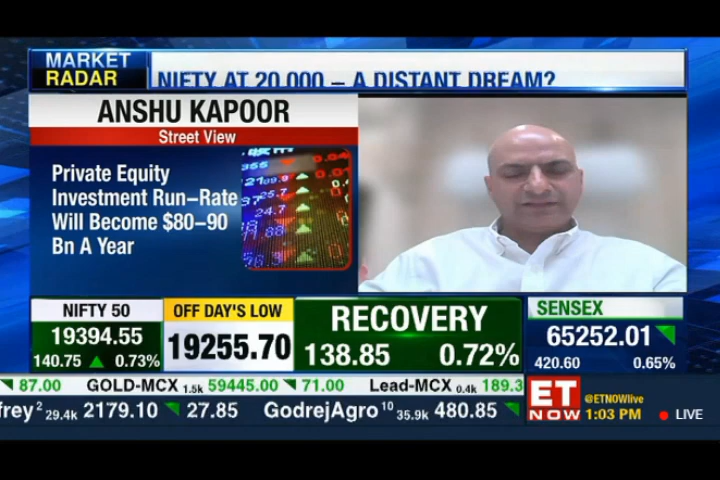 MARKET
RADAR
NIFTY AT 20,000 – A DISTANT DREAM?
ANSHU KAPOOR
Street View
Private Equity
Investment Run–Rate
Will Become $80–90
Bn A Year
NIFTY 50
19394.55
140.75 ▲ 0.73%
OFF DAY'S LOW
19255.70
RECOVERY
138.85 0.72%
SENSEX
65252.01
420.60 0.65%
87.00 GOLD-MCX 1.5k 59445.00 71.00 Lead-MCX 0.4k 189.3
frey 2 29.4k 2179.10 27.85 GodrejAgro 10 35.9k 480.85
ET
NOW
@ETNOWlive
1:03 PM
LIVE